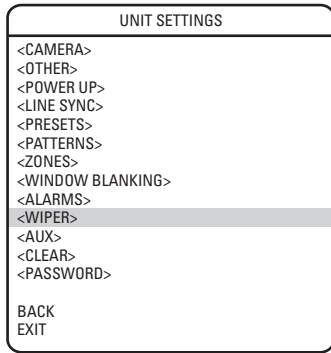 UNIT SETTINGS
<CAMERA>
<OTHER>
<POWER UP>
<LINE SYNC>
<PRESETS>
<PATTERNS>
<ZONES>
<WINDOW BLANKING>
<ALARMS>
<WIPER>
<AUX>
<CLEAR>
<PASSWORD>
BACK
EXIT